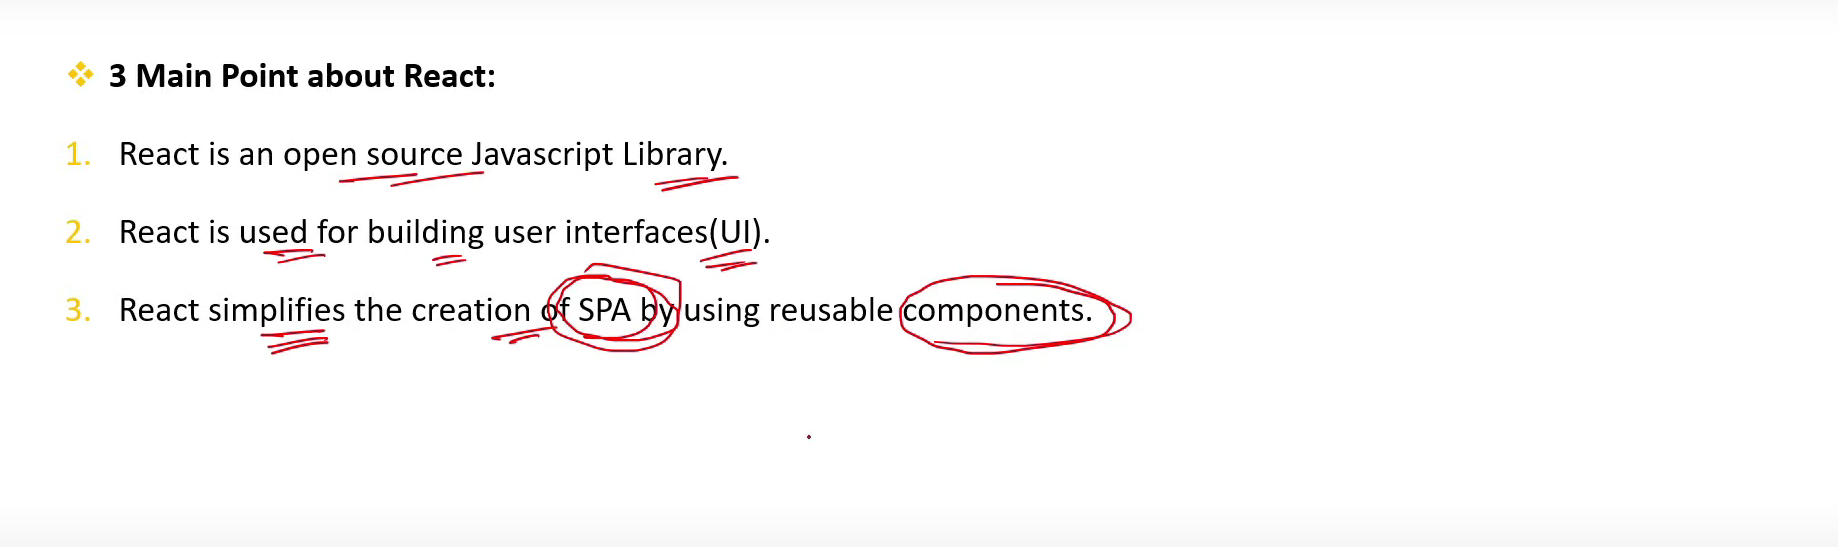 ❖ 3 Main Point about React:
1. React is an open source Javascript Library.
2. React is used for building user interfaces(UI).
3. React simplifies the creation of SPA by using reusable components.